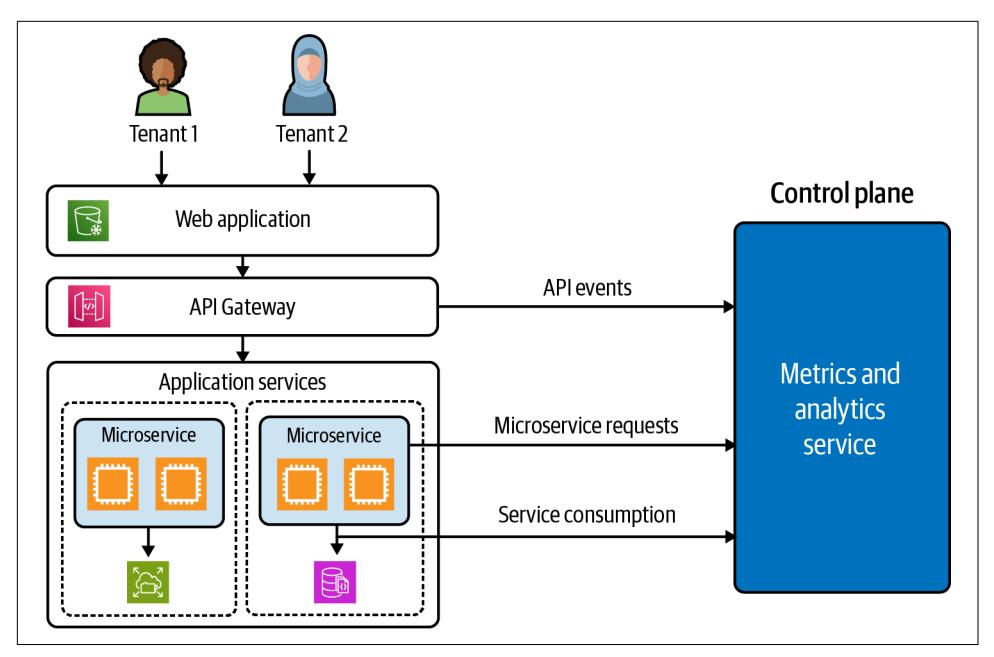 Tenant 1
Tenant 2
Web application
API Gateway
Application services
Microservice
Microservice
API events
Microservice requests
Service consumption
Control plane
Metrics and
analytics
service